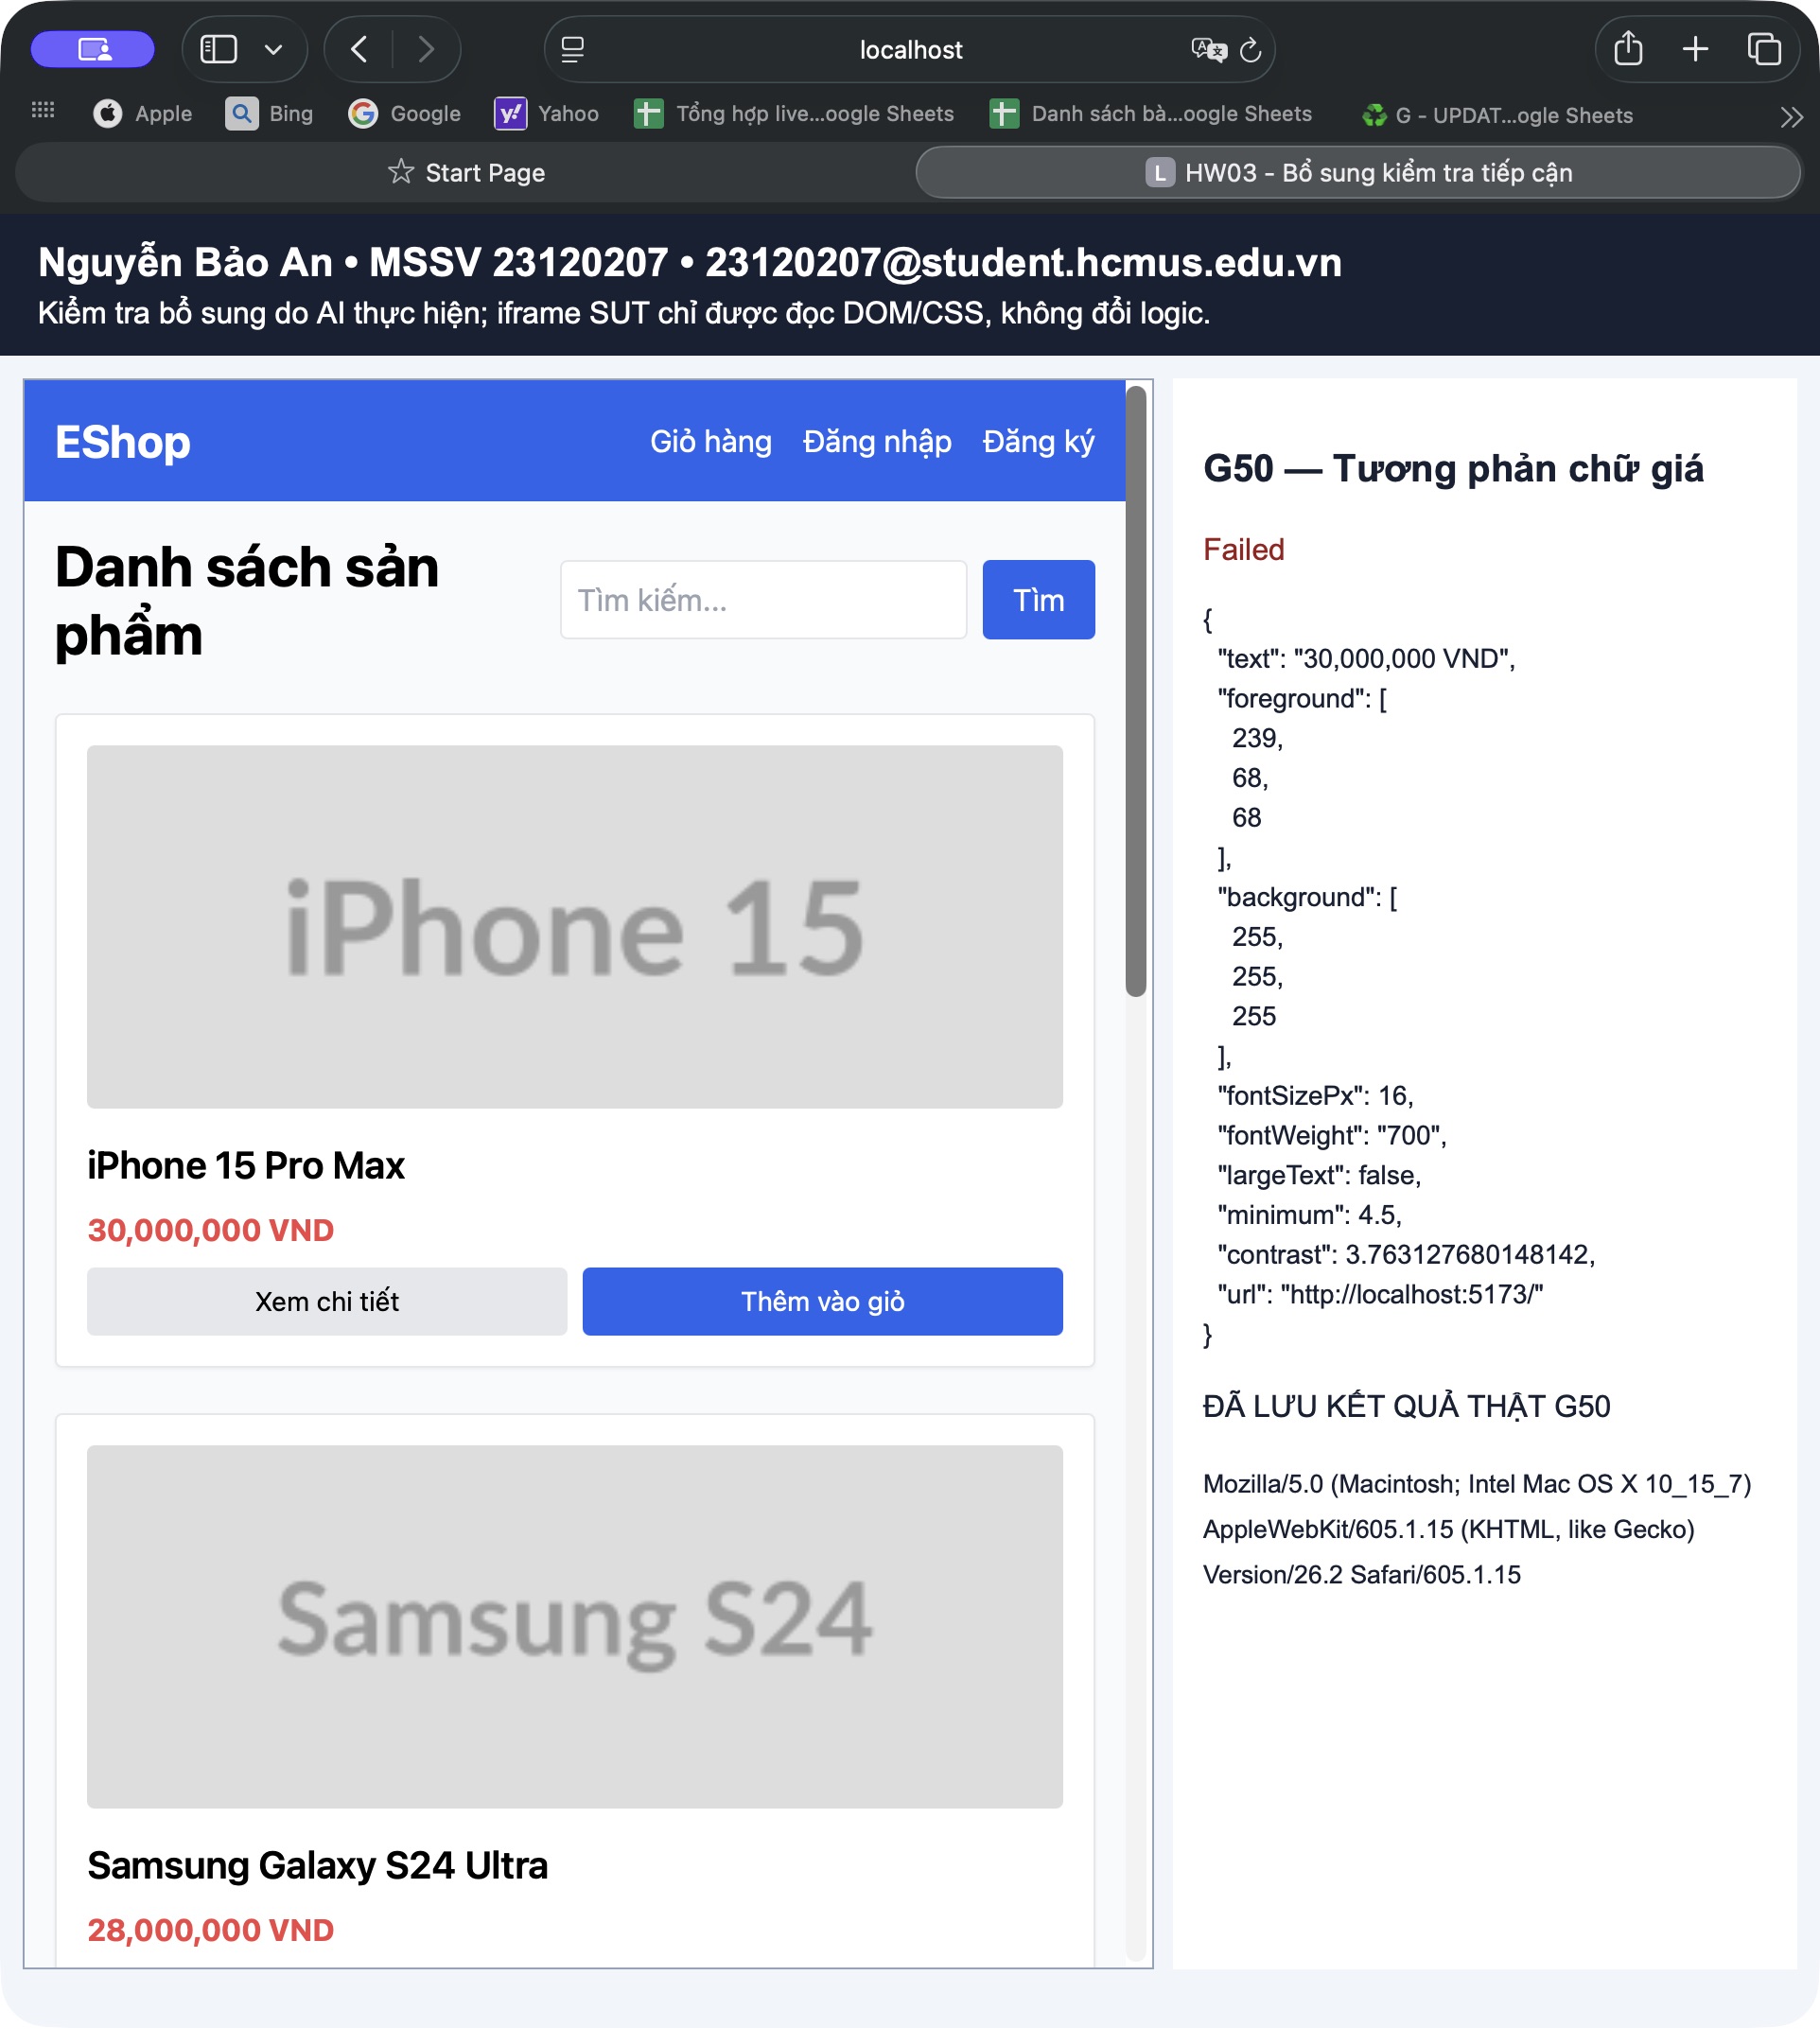 localhost
Apple
Bing
Google
Yahoo
Tổng hợp live...oogle Sheets
Danh sách bà...oogle Sheets
G - UPDAT...ogle Sheets
Start Page
L HW03 - Bổ sung kiểm tra tiếp cận
Nguyễn Bảo An • MSSV 23120207 • 23120207@student.hcmus.edu.vn
Kiểm tra bổ sung do AI thực hiện; iframe SUT chỉ được đọc DOM/CSS, không đổi logic.
EShop
Giỏ hàng
Đăng nhập
Đăng ký
Danh sách sản
phẩm
Tìm kiếm...
Tìm
iPhone 15
iPhone 15 Pro Max
30,000,000 VND
Xem chi tiết
Thêm vào giỏ
Samsung S24
Samsung Galaxy S24 Ultra
28,000,000 VND
G50 — Tương phản chữ giá
Failed
{
"text": "30,000,000 VND",
"foreground": [
239,
68,
68
],
"background": [
255,
255,
255
],
"fontSizePx": 16,
"fontWeight": "700",
"largeText": false,
"minimum": 4.5,
"contrast": 3.763127680148142,
"url": "http://localhost:5173/"
}
ĐÃ LƯU KẾT QUẢ THẬT G50
Mozilla/5.0 (Macintosh; Intel Mac OS X 10_15_7)
AppleWebKit/605.1.15 (KHTML, like Gecko)
Version/26.2 Safari/605.1.15